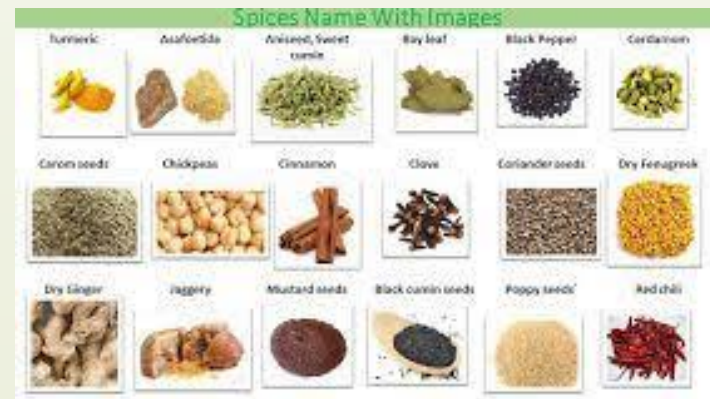 Spices Name With Images
Turmeric
Asafoetida
Aniseed, Sweet
cumin
Bay leaf
Black Pepper
Cardamom
Carom seeds
Chickpeas
Cinnamon
Clove
Coriander seeds
Dry Fenugreek
Dry Ginger
Jaggery
Mustard seeds
Black cumin seeds
Poppy seeds
Red chili